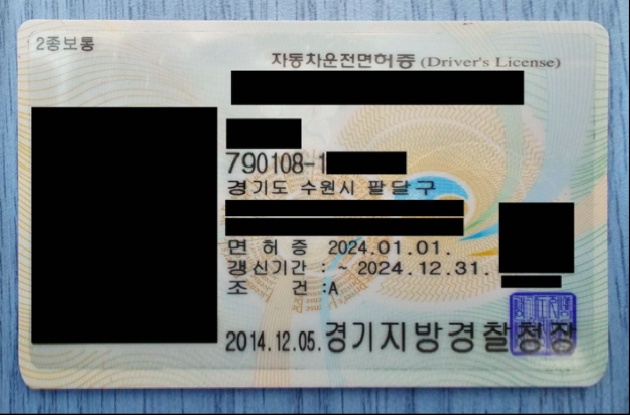 2종보통
자동차운전면허증 (Driver's License)
790108-1
경기도 수원시 팔달구
면 허 증 2024.01.01.
갱신기간 : ~ 2024.12.31.
조 건 :A
2014.12.05. 경기지방경찰청장